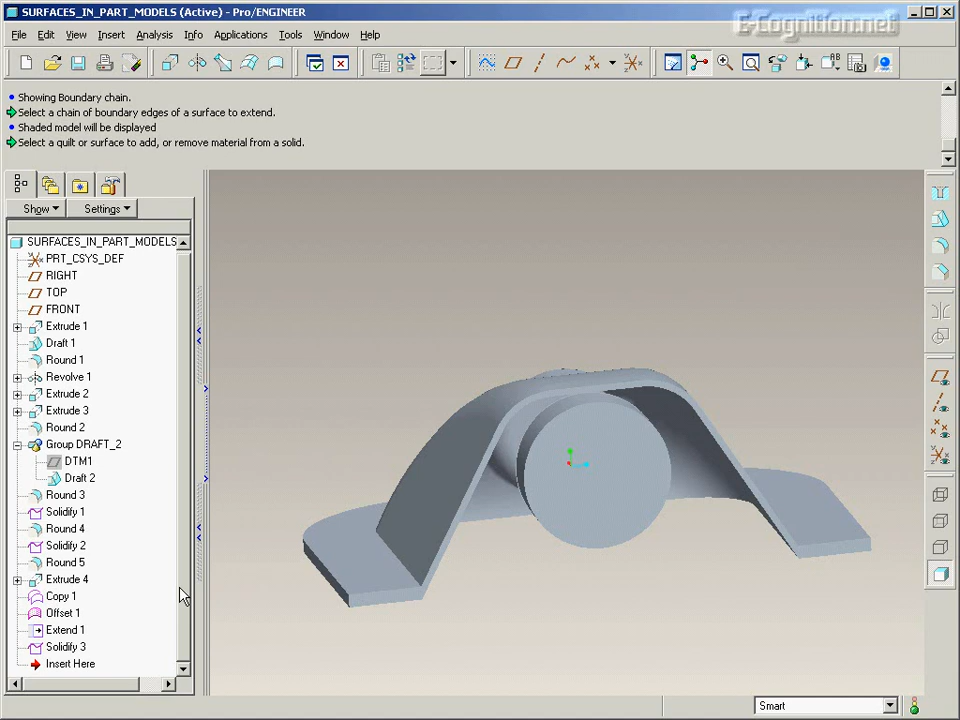 SURFACES_IN_PART_MODELS (Active) - Pro/ENGINEER
E-Cognition.net
File Edit View Insert Analysis Info Applications Tools Window Help
Showing Boundary chain.
Select a chain of boundary edges of a surface to extend.
Shaded model will be displayed
Select a quilt or surface to add, or remove material from a solid.
Show Settings
SURFACES_IN_PART_MODELS
PRT_CSYS_DEF
RIGHT
TOP
FRONT
Extrude 1
Draft 1
Round 1
Revolve 1
Extrude 2
Extrude 3
Round 2
Group DRAFT_2
DTM1
Draft 2
Round 3
Solidify 1
Round 4
Solidify 2
Round 5
Extrude 4
Copy 1
Offset 1
Extend 1
Solidify 3
Insert Here
Smart